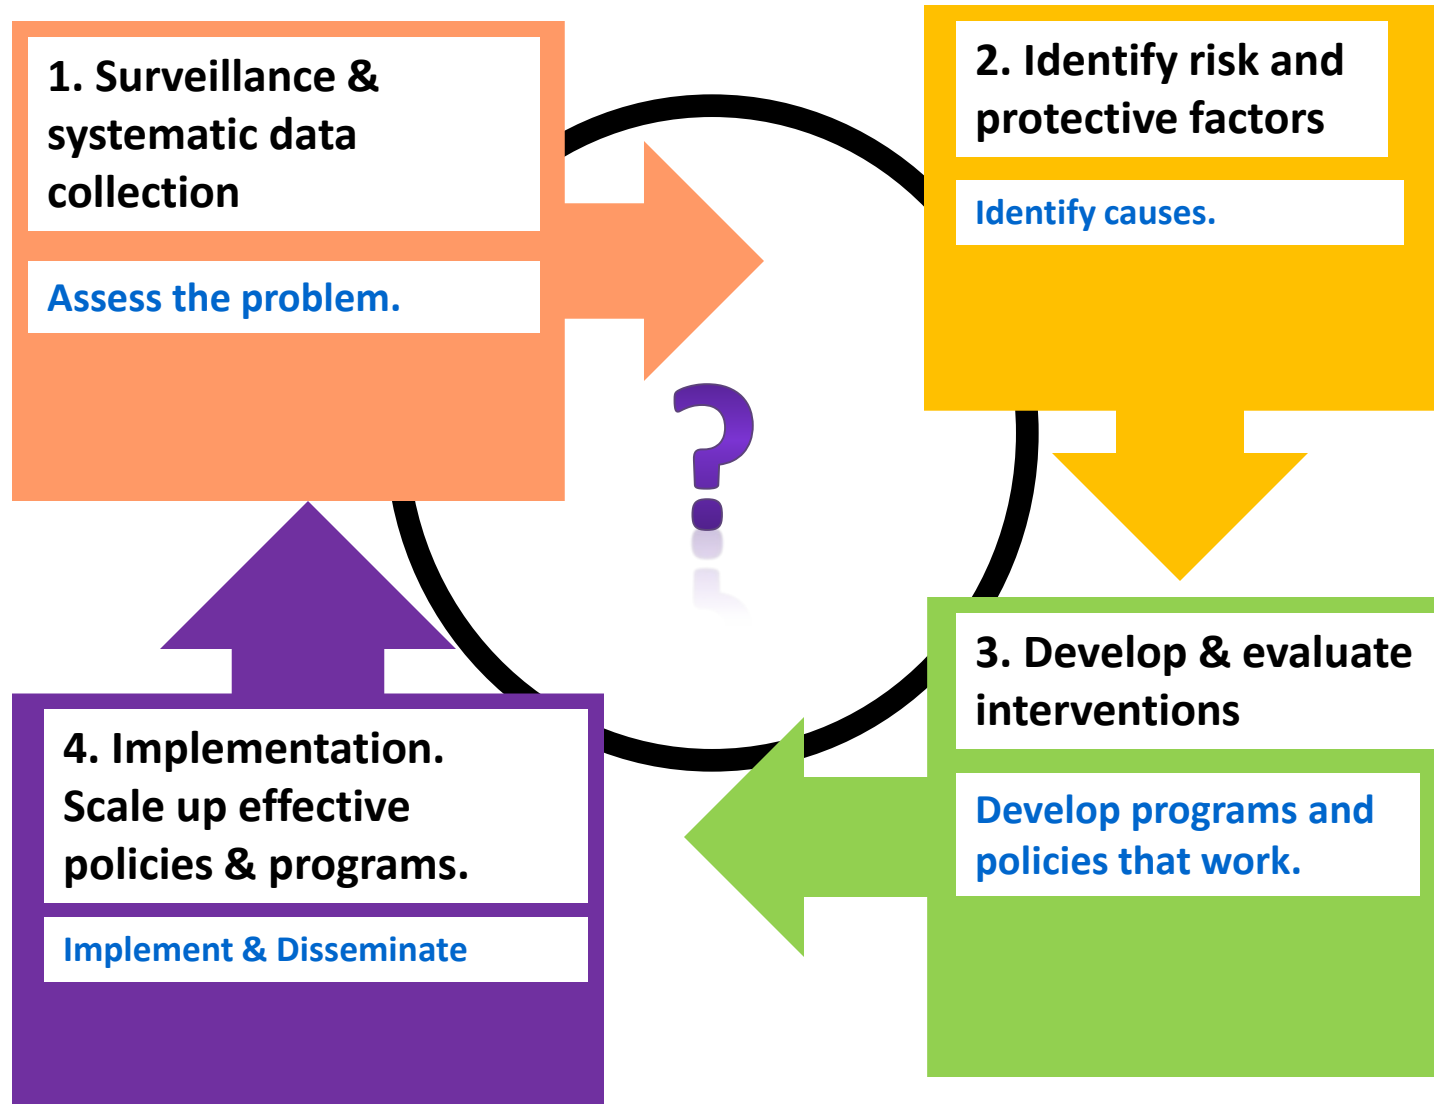 1. Surveillance &
systematic data
collection
Assess the problem.
2. Identify risk and
protective factors
Identify causes.
?
3. Develop & evaluate
interventions
Develop programs and
policies that work.
4. Implementation.
Scale up effective
policies & programs.
Implement & Disseminate